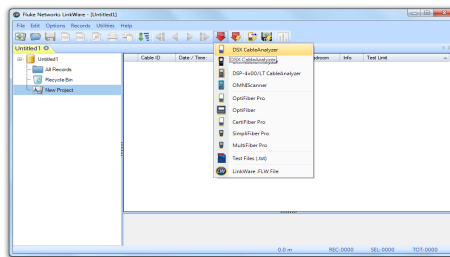 Fluke Networks LinkWare - [Untitled1]
File Edit Options Records Utilities Help
Untitled1
Untitled1
All Records
Recycle Bin
New Project
Cable ID Date / Time: Info Test Limit
DSX CableAnalyzer
DSX CableAnalyzer
DSP-4x00/LT CableAnalyzer
OMNIScanner
OptiFiber Pro
OptiFiber
CertiFiber Pro
SimpliFiber Pro
MultiFiber Pro
Test Files (.txt)
LinkWare .FLW File
0.0 m REC-0000 SEL-0000 TOT-0000